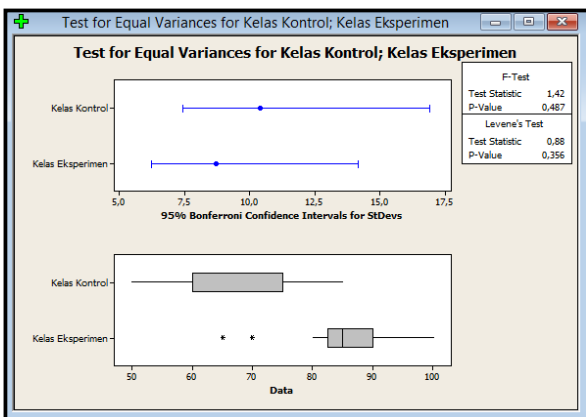 Test for Equal Variances for Kelas Kontrol; Kelas Eksperimen
Test for Equal Variances for Kelas Kontrol; Kelas Eksperimen
F-Test
Test Statistic 1,42
P-Value 0,487
Levene's Test
Test Statistic 0,88
P-Value 0,356
Kelas Kontrol
Kelas Eksperimen
5,0 7,5 10,0 12,5 15,0 17,5
95% Bonferroni Confidence Intervals for StDevs
Kelas Kontrol
Kelas Eksperimen
50 60 70 80 90 100
Data